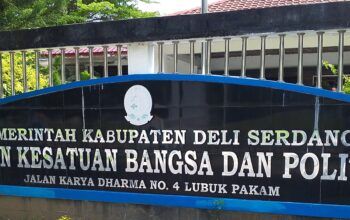 MERINTAH KABUPATEN DELI SERDANG
N KESATUAN BANGSA DAN POLI
JALAN KARYA DHARMA NO. 4 LUBUK PAKAM